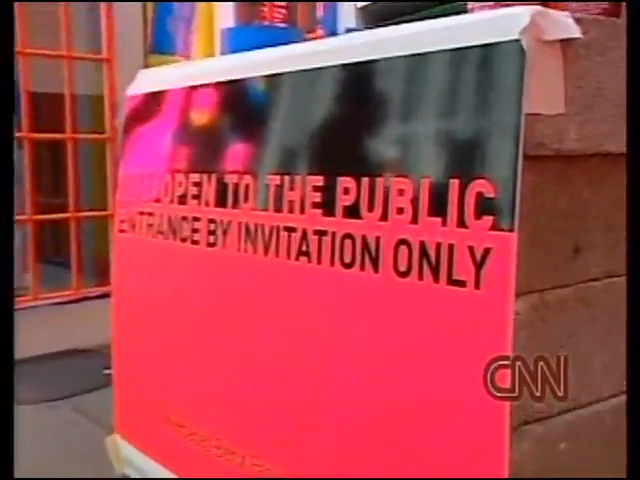 OPEN TO THE PUBLIC
ENTRANCE BY INVITATION ONLY
CNN